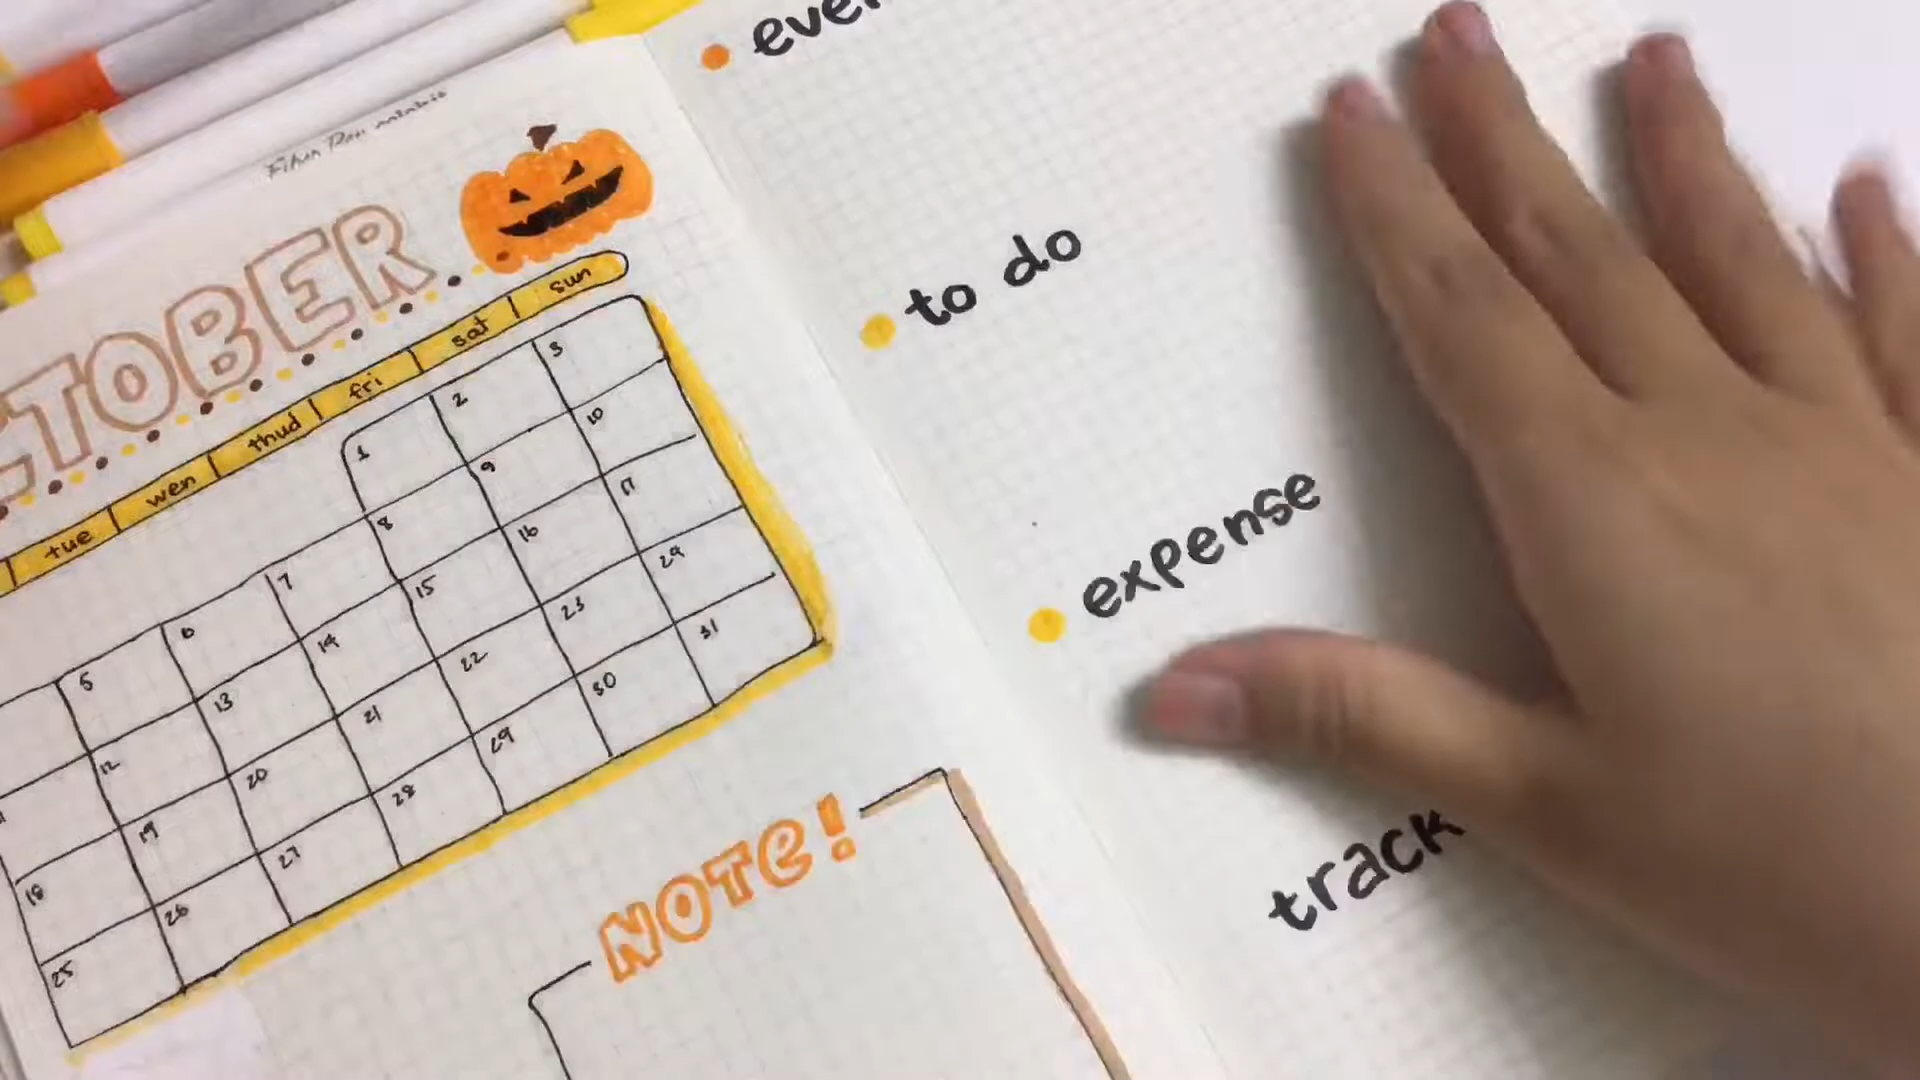 TOBER
tue wen thud fri sat sun
1 2 3
5 6 7 8 9 10
12 13 14 15 16 17
18 19 20 21 22 23 24
25 26 27 28 29 30 31
NOTE!
to do
expense
track